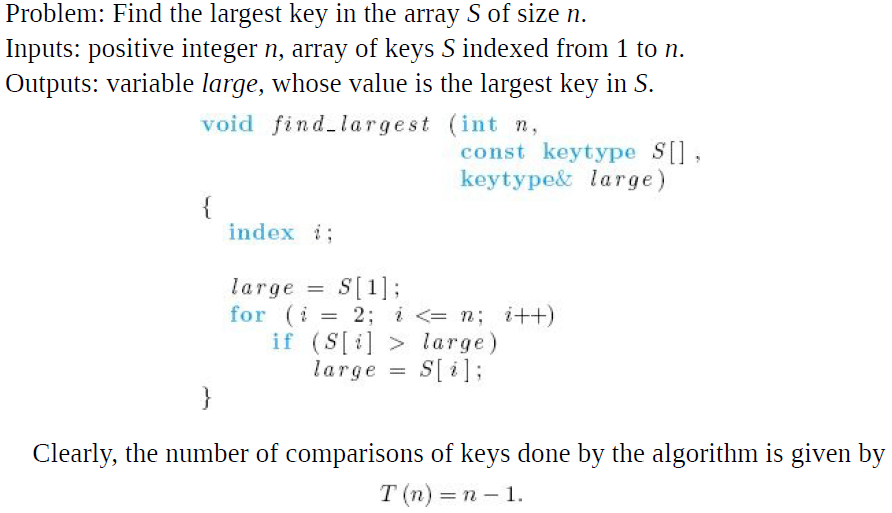 Problem: Find the largest key in the array S of size n.
Inputs: positive integer n, array of keys S indexed from 1 to n.
Outputs: variable large, whose value is the largest key in S.
void find_largest (int n,
const keytype S[],
keytype& large)
{
index i;
large = S[1];
for (i = 2; i <= n; i++)
if (S[i] > large)
large = S[i];
}
Clearly, the number of comparisons of keys done by the algorithm is given by
T (n) = n − 1.